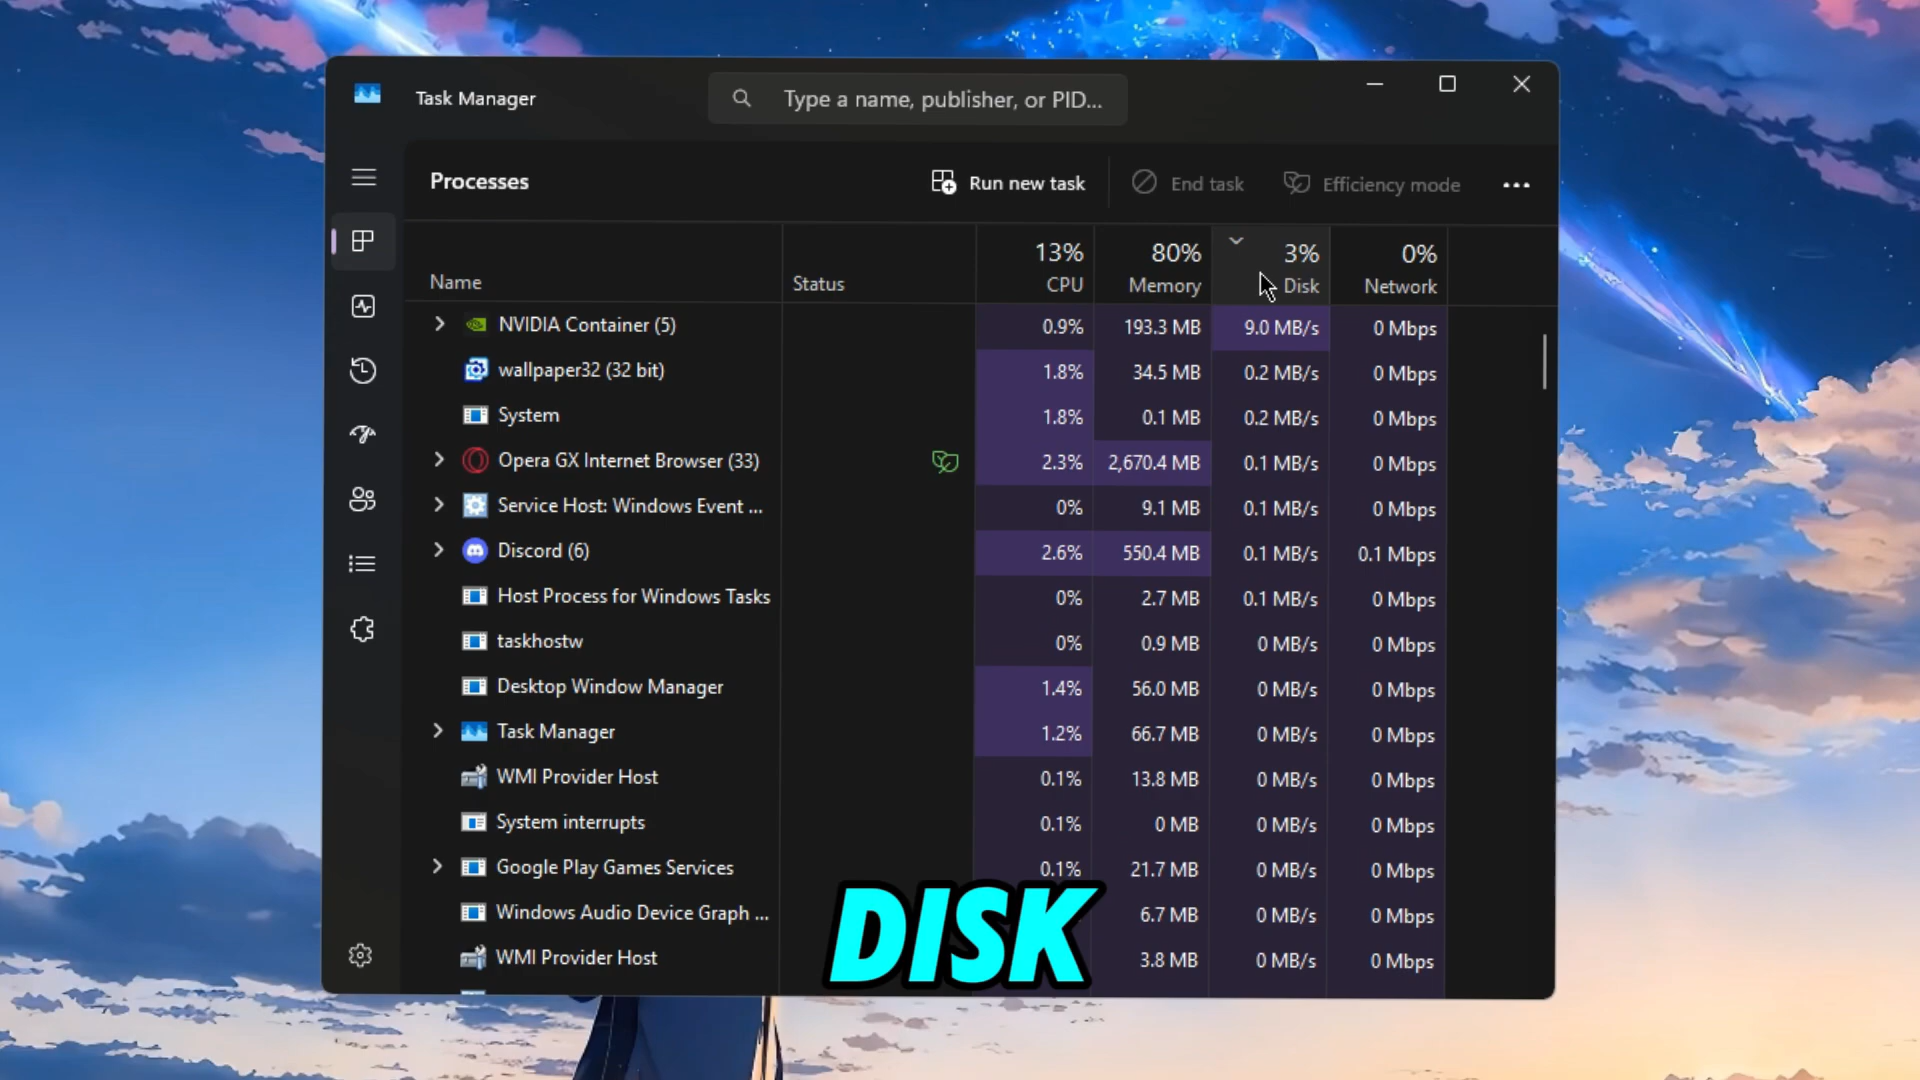 Task Manager
Type a name, publisher, or PID...
Processes
Run new task
End task
Efficiency mode
13% 80% 3% 0%
Name Status CPU Memory Disk Network
NVIDIA Container (5) 0.9% 193.3 MB 9.0 MB/s 0 Mbps
wallpaper32 (32 bit) 1.8% 34.5 MB 0.2 MB/s 0 Mbps
System 1.8% 0.1 MB 0.2 MB/s 0 Mbps
Opera GX Internet Browser (33) 2.3% 2,670.4 MB 0.1 MB/s 0 Mbps
Service Host: Windows Event ... 0% 9.1 MB 0.1 MB/s 0 Mbps
Discord (6) 2.6% 550.4 MB 0.1 MB/s 0.1 Mbps
Host Process for Windows Tasks 0% 2.7 MB 0.1 MB/s 0 Mbps
taskhostw 0% 0.9 MB 0 MB/s 0 Mbps
Desktop Window Manager 1.4% 56.0 MB 0 MB/s 0 Mbps
Task Manager 1.2% 66.7 MB 0 MB/s 0 Mbps
WMI Provider Host 0.1% 13.8 MB 0 MB/s 0 Mbps
System interrupts 0.1% 0 MB 0 MB/s 0 Mbps
Google Play Games Services 0.1% 21.7 MB 0 MB/s 0 Mbps
Windows Audio Device Graph ... 6.7 MB 0 MB/s 0 Mbps
WMI Provider Host 3.8 MB 0 MB/s 0 Mbps
DISK